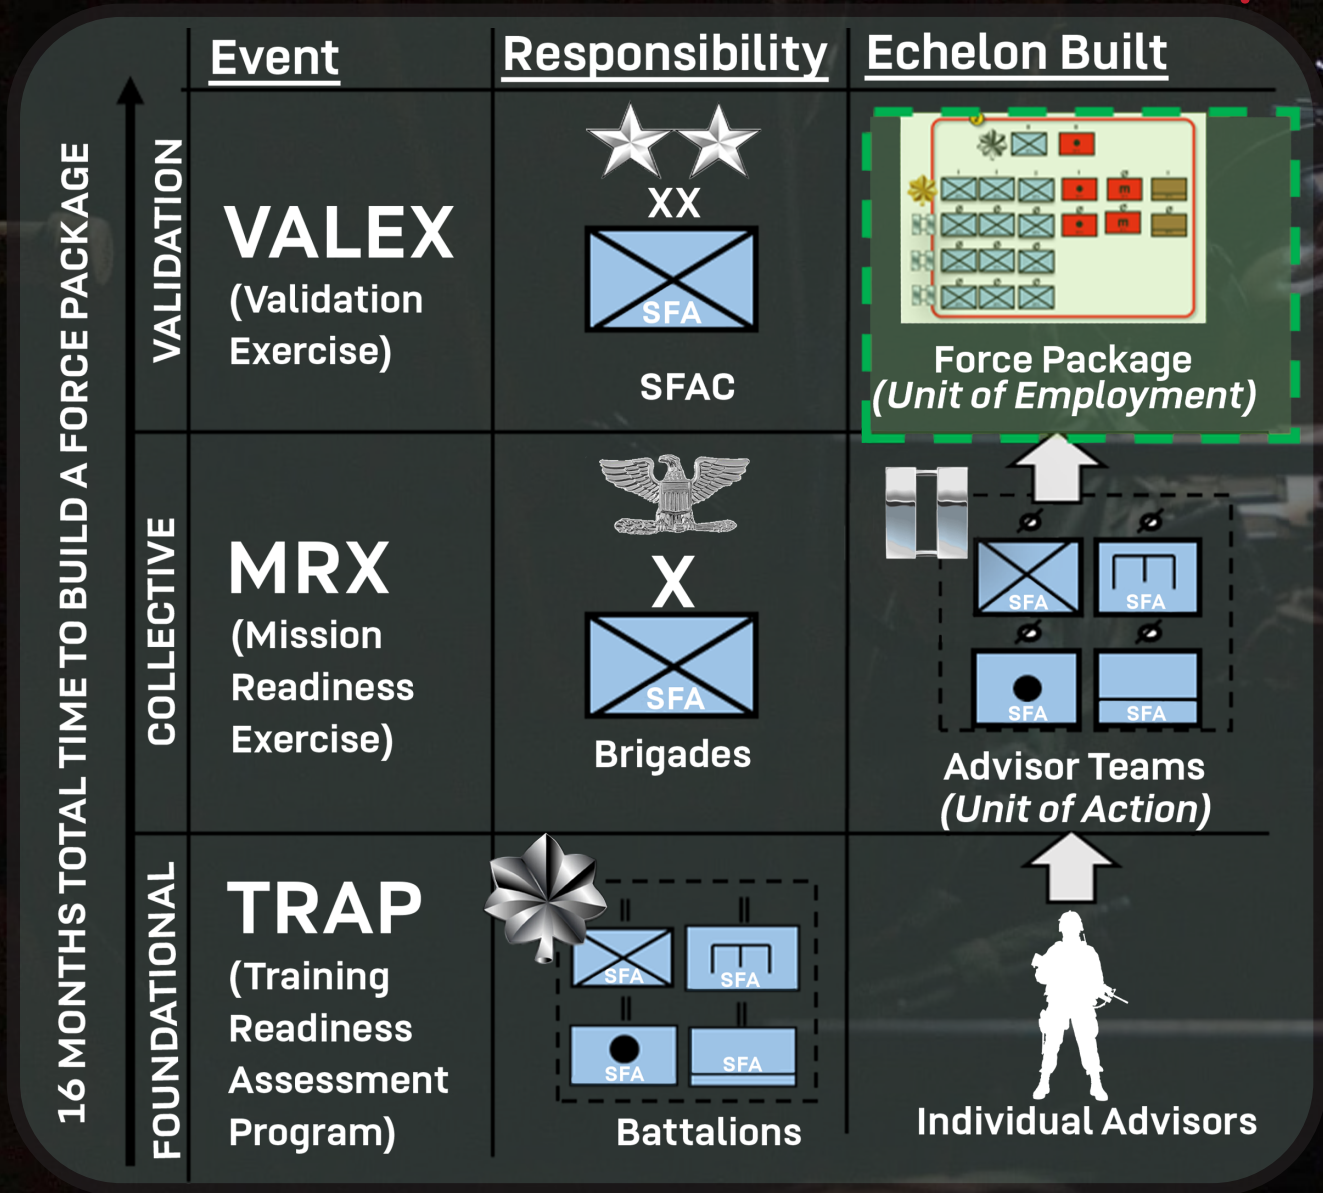 Event
Responsibility
Echelon Built
16 MONTHS TOTAL TIME TO BUILD A FORCE PACKAGE
VALIDATION
VALEX
(Validation
Exercise)
XX
SFA
SFAC
Force Package
(Unit of Employment)
COLLECTIVE
MRX
(Mission
Readiness
Exercise)
X
SFA
Brigades
SFA
SFA
SFA
SFA
Advisor Teams
(Unit of Action)
FOUNDATIONAL
TRAP
(Training
Readiness
Assessment
Program)
SFA
SFA
SFA
SFA
Battalions
Individual Advisors